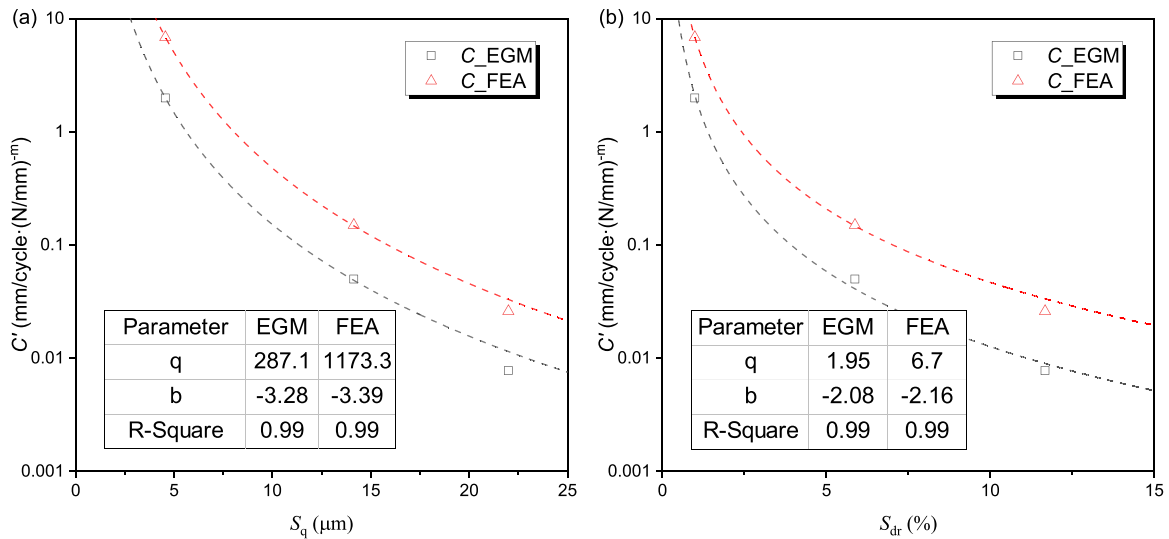 (a)
10
1
0.1
0.01
0.001
C' (mm/cycle·(N/mm)⁻ᵐ)
C_EGM
C_FEA
Parameter EGM FEA
q 287.1 1173.3
b -3.28 -3.39
R-Square 0.99 0.99
0 5 10 15 20 25
Sq (μm)
(b)
10
1
0.1
0.01
0.001
C' (mm/cycle·(N/mm)⁻ᵐ)
C_EGM
C_FEA
Parameter EGM FEA
q 1.95 6.7
b -2.08 -2.16
R-Square 0.99 0.99
0 5 10 15
Sdr (%)